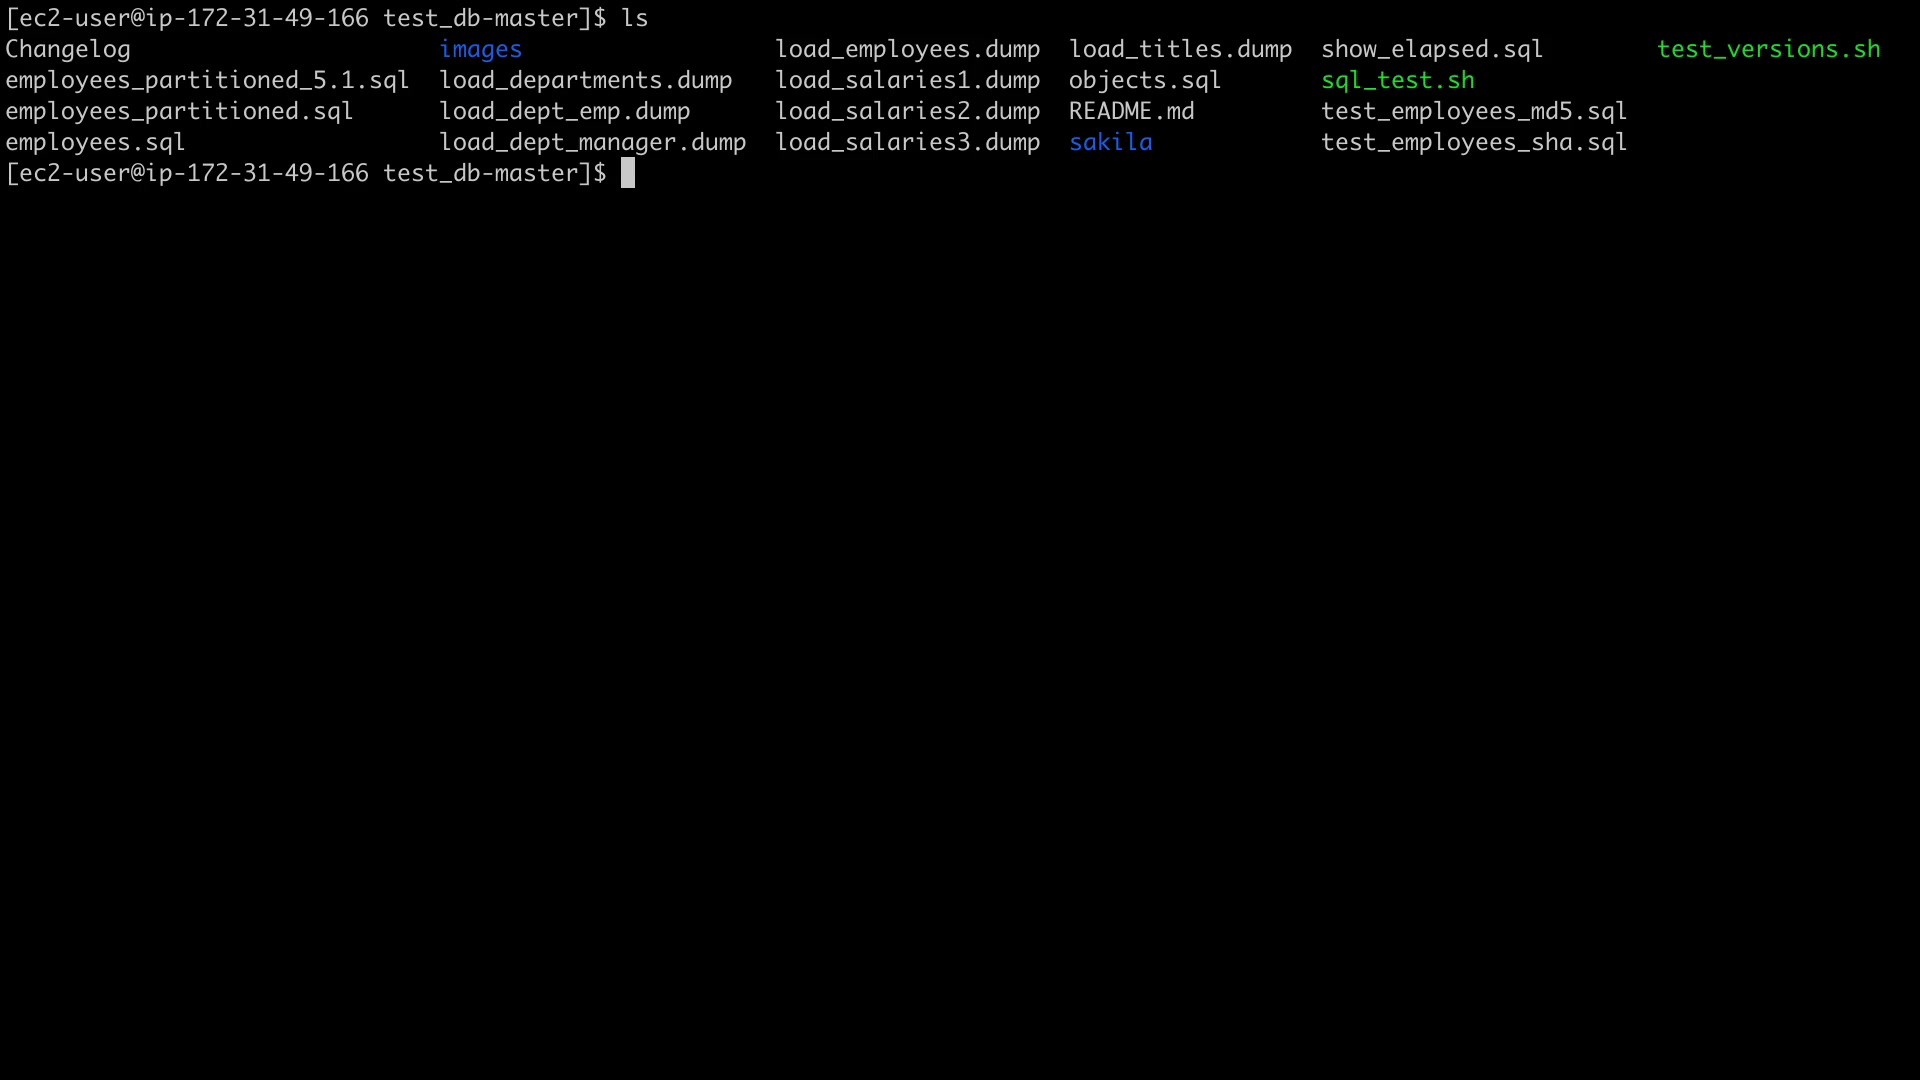 [ec2-user@ip-172-31-49-166 test_db-master]$ ls
Changelog                      images                  load_employees.dump  load_titles.dump  show_elapsed.sql        test_versions.sh
employees_partitioned_5.1.sql  load_departments.dump   load_salaries1.dump  objects.sql       sql_test.sh
employees_partitioned.sql      load_dept_emp.dump      load_salaries2.dump  README.md         test_employees_md5.sql
employees.sql                  load_dept_manager.dump  load_salaries3.dump  sakila            test_employees_sha.sql
[ec2-user@ip-172-31-49-166 test_db-master]$